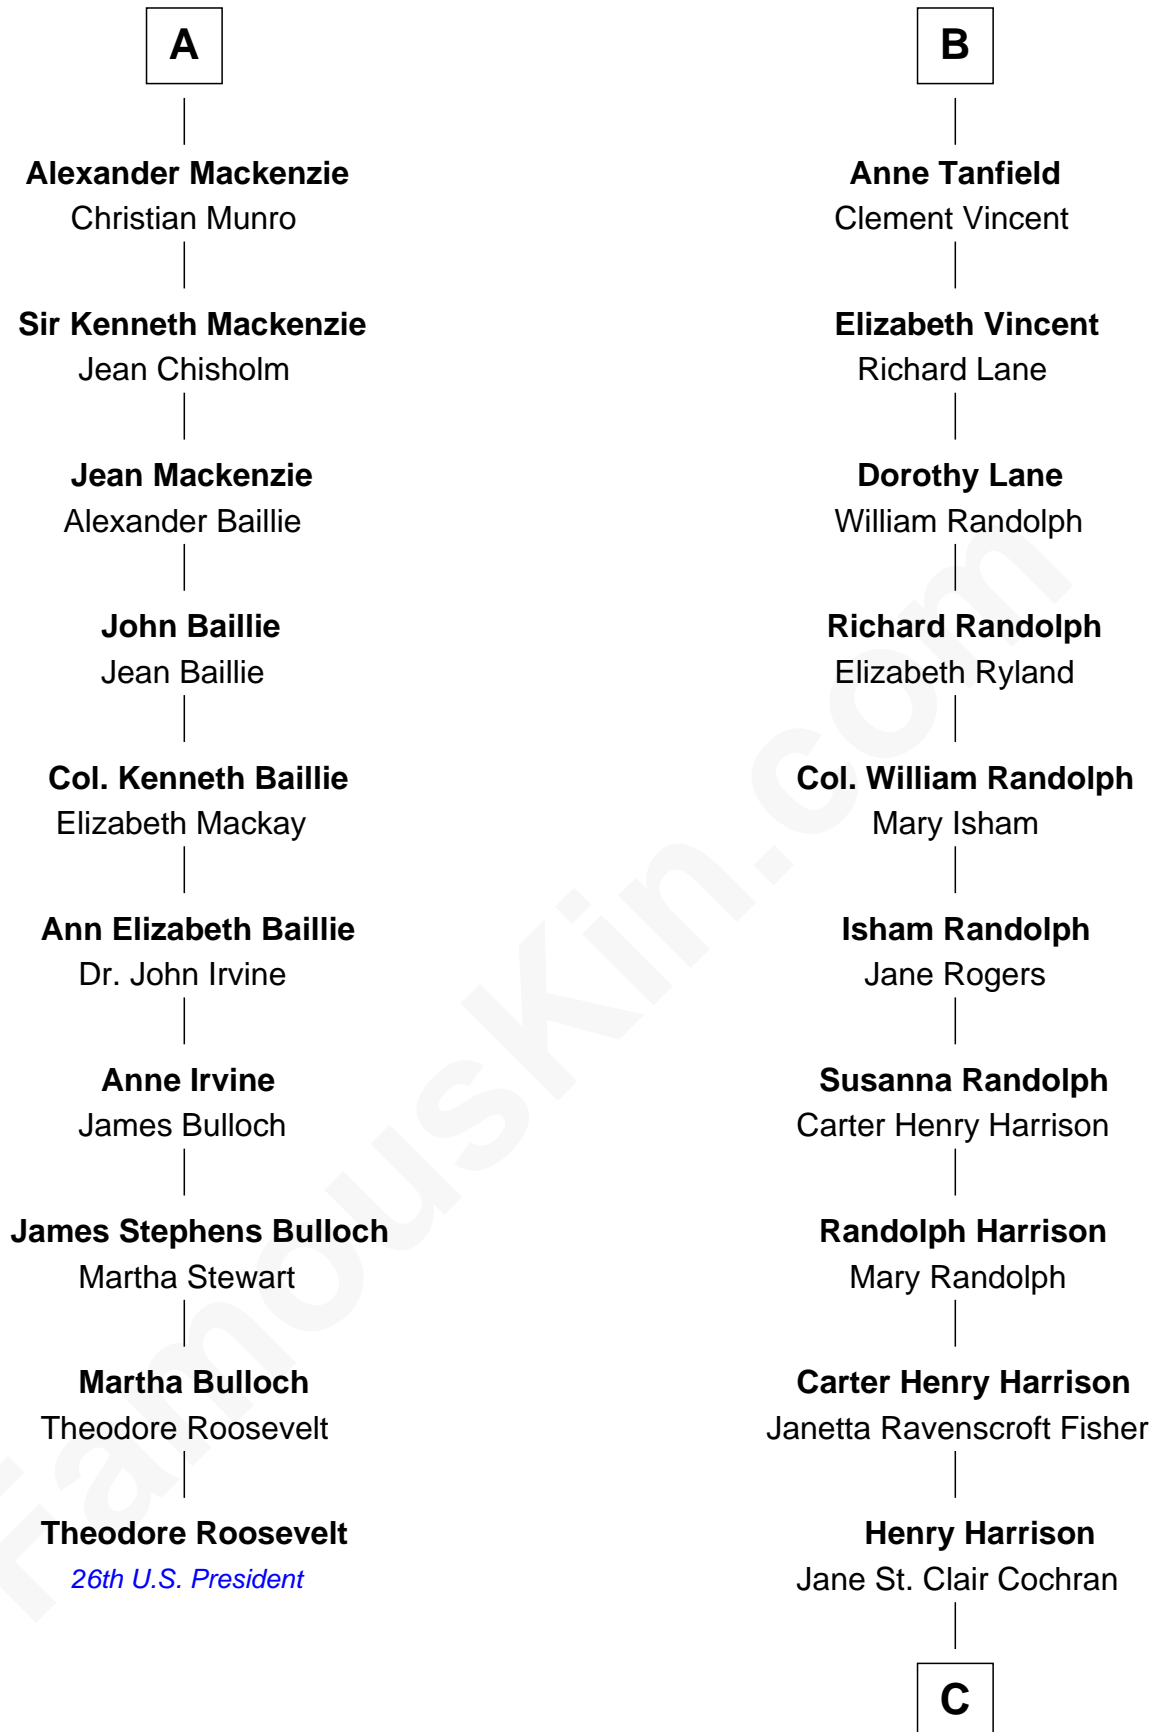 A
Alexander Mackenzie
Christian Munro
Sir Kenneth Mackenzie
Jean Chisholm
Jean Mackenzie
Alexander Baillie
John Baillie
Jean Baillie
Col. Kenneth Baillie
Elizabeth Mackay
Ann Elizabeth Baillie
Dr. John Irvine
Anne Irvine
James Bulloch
James Stephens Bulloch
Martha Stewart
Martha Bulloch
Theodore Roosevelt
Theodore Roosevelt
26th U.S. President
B
Anne Tanfield
Clement Vincent
Elizabeth Vincent
Richard Lane
Dorothy Lane
William Randolph
Richard Randolph
Elizabeth Ryland
Col. William Randolph
Mary Isham
Isham Randolph
Jane Rogers
Susanna Randolph
Carter Henry Harrison
Randolph Harrison
Mary Randolph
Carter Henry Harrison
Janetta Ravenscroft Fisher
Henry Harrison
Jane St. Clair Cochran
C
FamousKin.com